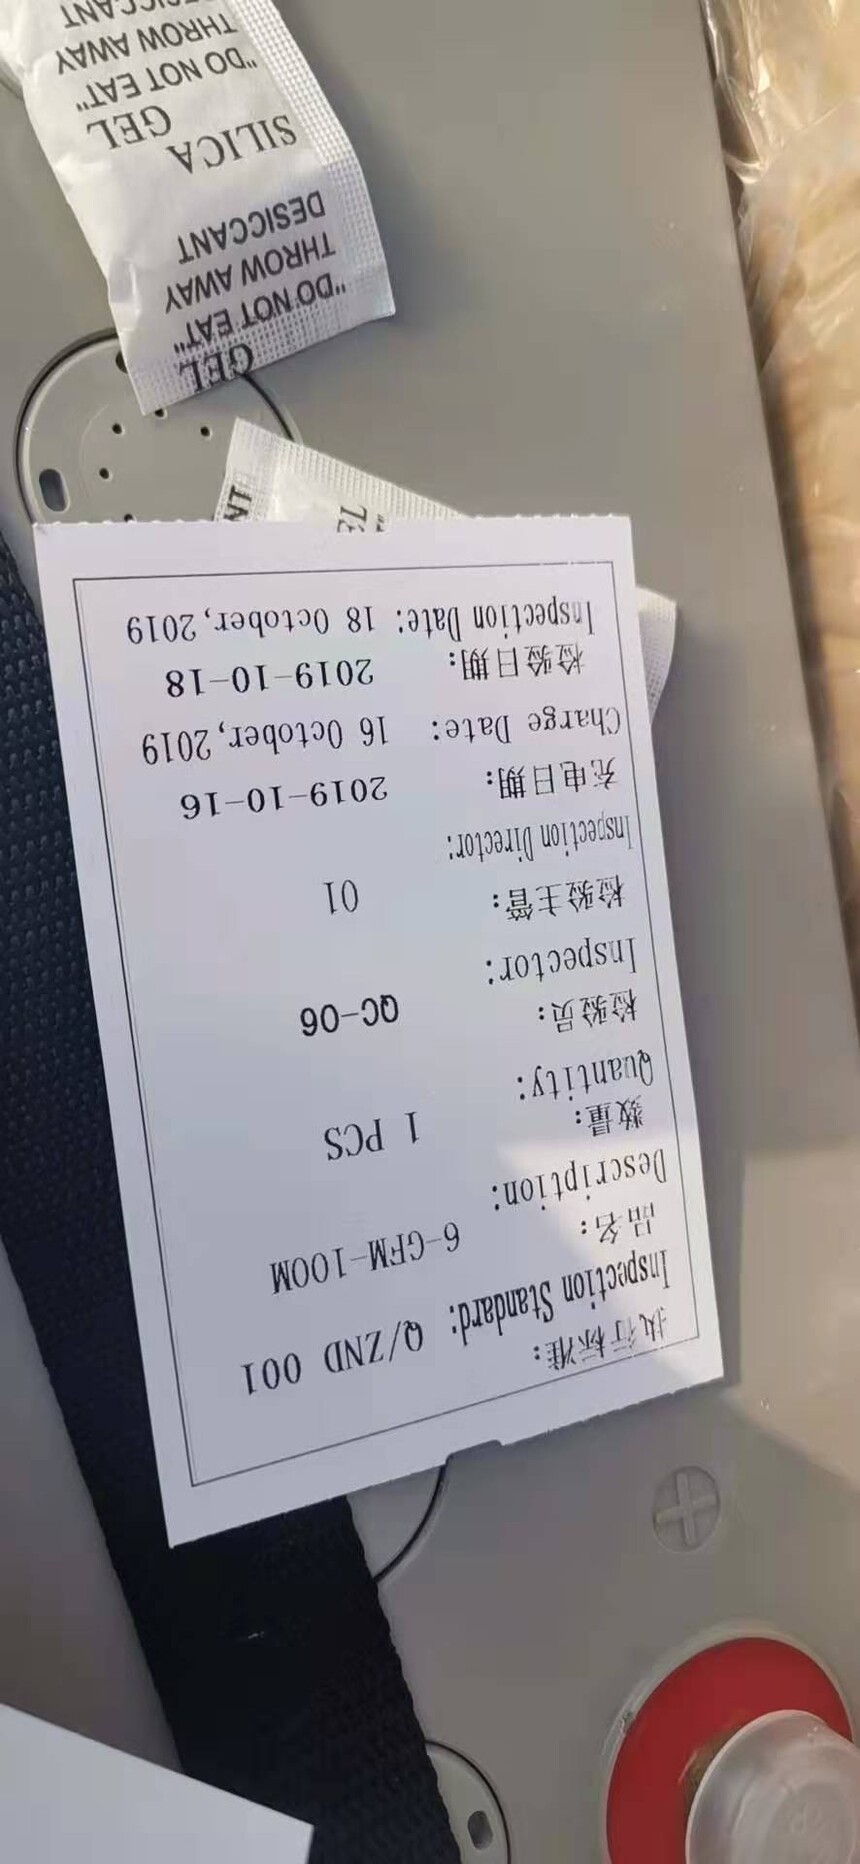 执行标准：
Inspection Standard: Q/ZND 001
品名： 6-GFM-100M
Description:
数量： 1 PCS
Quantity:
检验员： QC-06
Inspector:
检验主管： 01
Inspection Director:
充电日期： 2019-10-16
Charge Date: 16 October, 2019
检验日期： 2019-10-18
Inspection Date: 18 October, 2019
GEL
"DO NOT EAT"
THROW AWAY
DESICCANT
SILICA
GEL
"DO NOT EAT"
THROW AWAY
DESICCANT